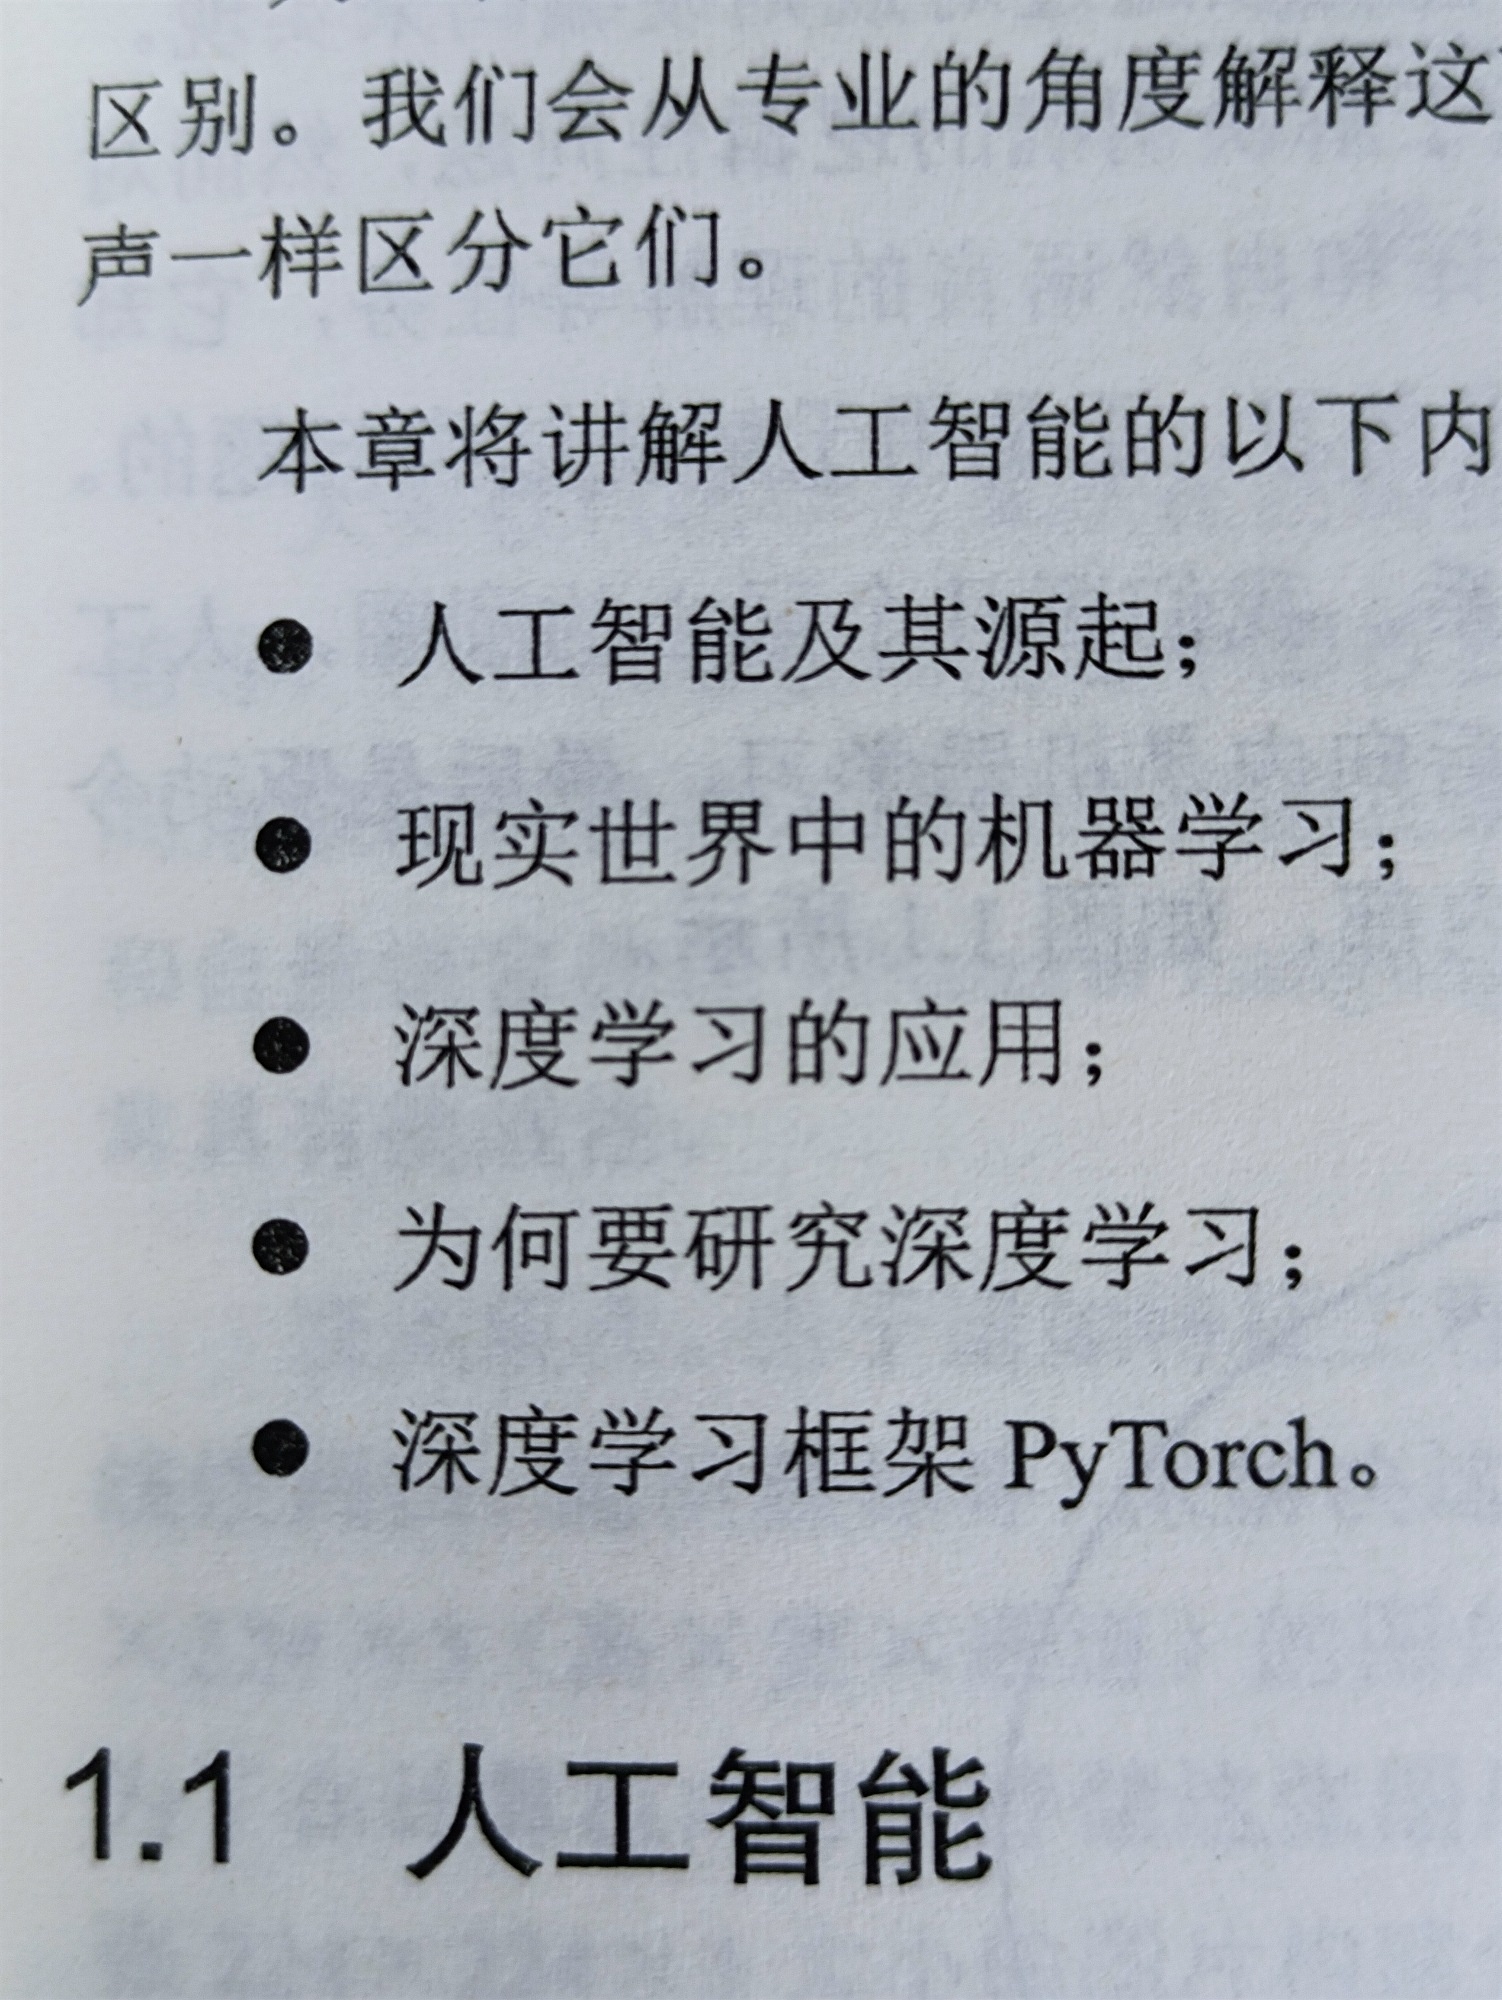 区别。我们会从专业的角度解释这
声一样区分它们。
本章将讲解人工智能的以下内
● 人工智能及其源起；
● 现实世界中的机器学习；
● 深度学习的应用；
● 为何要研究深度学习；
● 深度学习框架 PyTorch。
1.1 人工智能